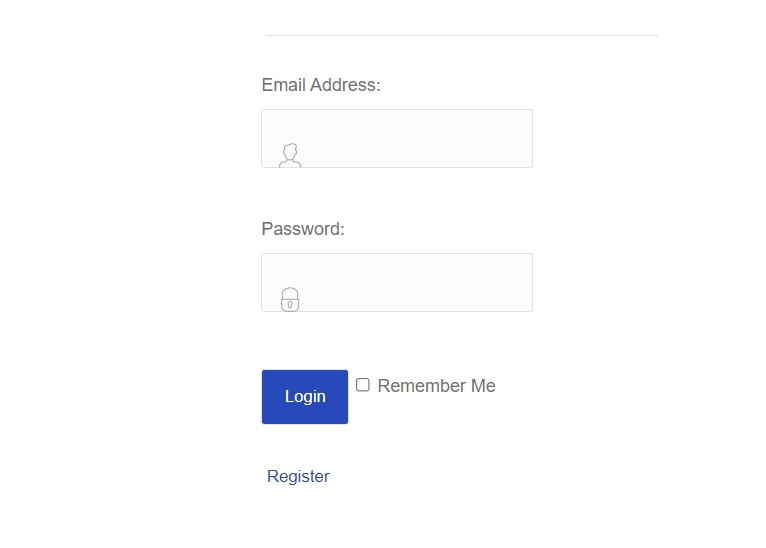 Email Address:
Password:
Login
Remember Me
Register